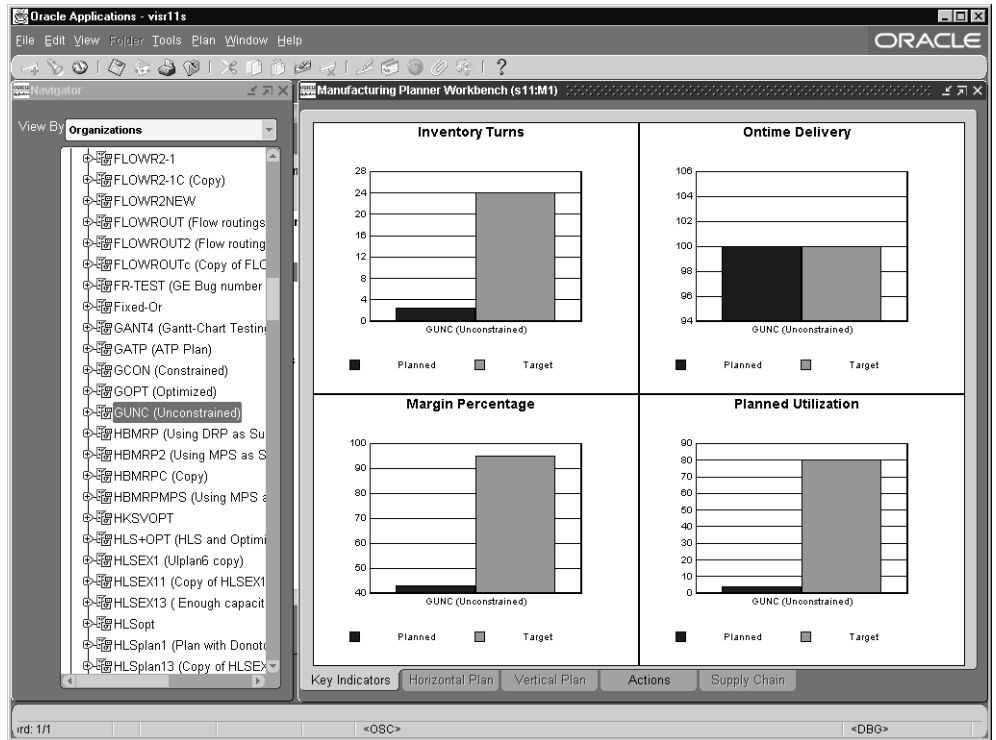 Oracle Applications - visr11s
File Edit View Folder Tools Plan Window Help
ORACLE
Navigator
View By Organizations
FLOWR2-1
FLOWR2-1C (Copy)
FLOWR2NEW
FLOWROUT (Flow routings
FLOWROUT2 (Flow routing
FLOWROUTc (Copy of FLC
FR-TEST (GE Bug number
Fixed-Or
GANT4 (Gantt-Chart Testing
GATP (ATP Plan)
GCON (Constrained)
GOPT (Optimized)
GUNC (Unconstrained)
HBMRP (Using DRP as Su
HBMRP2 (Using MPS as S
HBMRPC (Copy)
HBMRPMPS (Using MPS a
HKSVOPT
HLS+OPT (HLS and Optimi
HLSEX1 (Ulplan6 copy)
HLSEX11 (Copy of HLSEX1
HLSEX13 ( Enough capacit
HLSopt
HLSplan1 (Plan with Donoto
HLSplan13 (Copy of HLSEX
Manufacturing Planner Workbench (s11:M1)
Inventory Turns
28
24
20
16
12
8
4
0
GUNC (Unconstrained)
Planned Target
Ontime Delivery
106
104
102
100
98
96
94
GUNC (Unconstrained)
Planned Target
Margin Percentage
100
90
80
70
60
50
40
GUNC (Unconstrained)
Planned Target
Planned Utilization
90
80
70
60
50
40
30
20
10
0
GUNC (Unconstrained)
Planned Target
Key Indicators Horizontal Plan Vertical Plan Actions Supply Chain
ırd: 1/1 <OSC> <DBG>